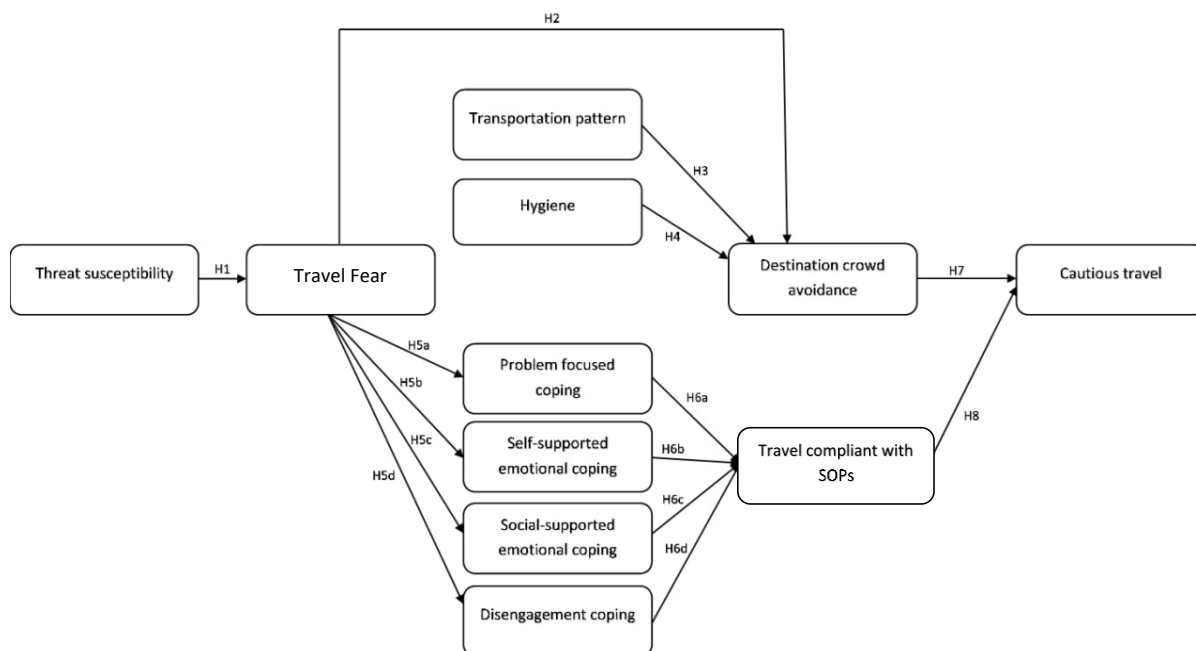 H2
Transportation pattern
H3
Hygiene
H4
Threat susceptibility
H1
Travel Fear
Destination crowd
avoidance
H7
Cautious travel
H5a
Problem focused
coping
H6a
H5b
H8
H5c
Self-supported
emotional coping
H6b
Travel compliant with
SOPs
H5d
H6c
Social-supported
emotional coping
H6d
Disengagement coping